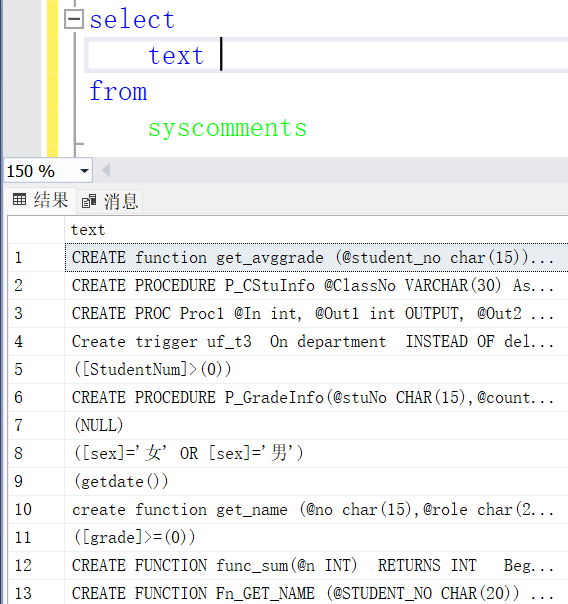 select
text
from
syscomments
150 %
结果 消息
text
1 CREATE function get_avggrade (@student_no char(15))...
2 CREATE PROCEDURE P_CStuInfo @ClassNo VARCHAR(30) As...
3 CREATE PROC Proc1 @In int, @Out1 int OUTPUT, @Out2 ...
4 Create trigger uf_t3  On department  INSTEAD OF del...
5 ([StudentNum]>(0))
6 CREATE PROCEDURE P_GradeInfo(@stuNo CHAR(15),@count...
7 (NULL)
8 ([sex]='女' OR [sex]='男')
9 (getdate())
10 create function get_name (@no char(15),@role char(2...
11 ([grade]>=(0))
12 CREATE FUNCTION func_sum(@n INT)  RETURNS INT   Beg...
13 CREATE FUNCTION Fn_GET_NAME (@STUDENT_NO CHAR(20)) ...